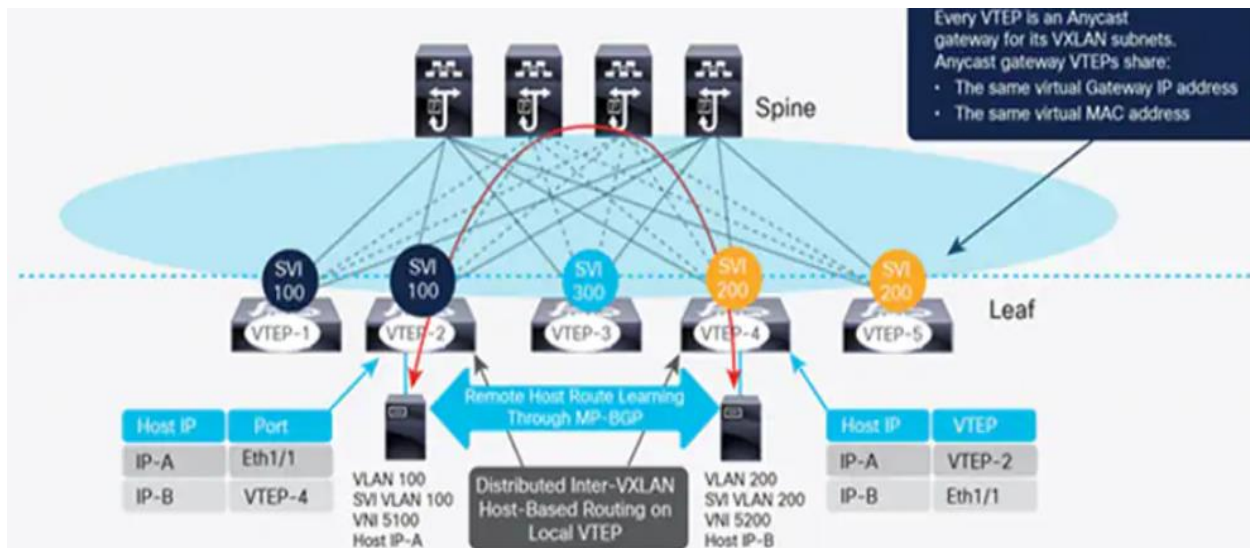 Every VTEP is an Anycast
gateway for its VXLAN subnets.
Anycast gateway VTEPs share:
• The same virtual Gateway IP address
• The same virtual MAC address
Spine
SVI 100
SVI 100
SVI 300
SVI 200
SVI 200
Leaf
VTEP-1
VTEP-2
VTEP-3
VTEP-4
VTEP-5
Remote Host Route Learning
Through MP-BGP
Host IP Port
IP-A Eth1/1
IP-B VTEP-4
VLAN 100
SVI VLAN 100
VNI 5100
Host IP-A
Distributed Inter-VXLAN
Host-Based Routing on
Local VTEP
VLAN 200
SVI VLAN 200
VNI 5200
Host IP-B
Host IP VTEP
IP-A VTEP-2
IP-B Eth1/1